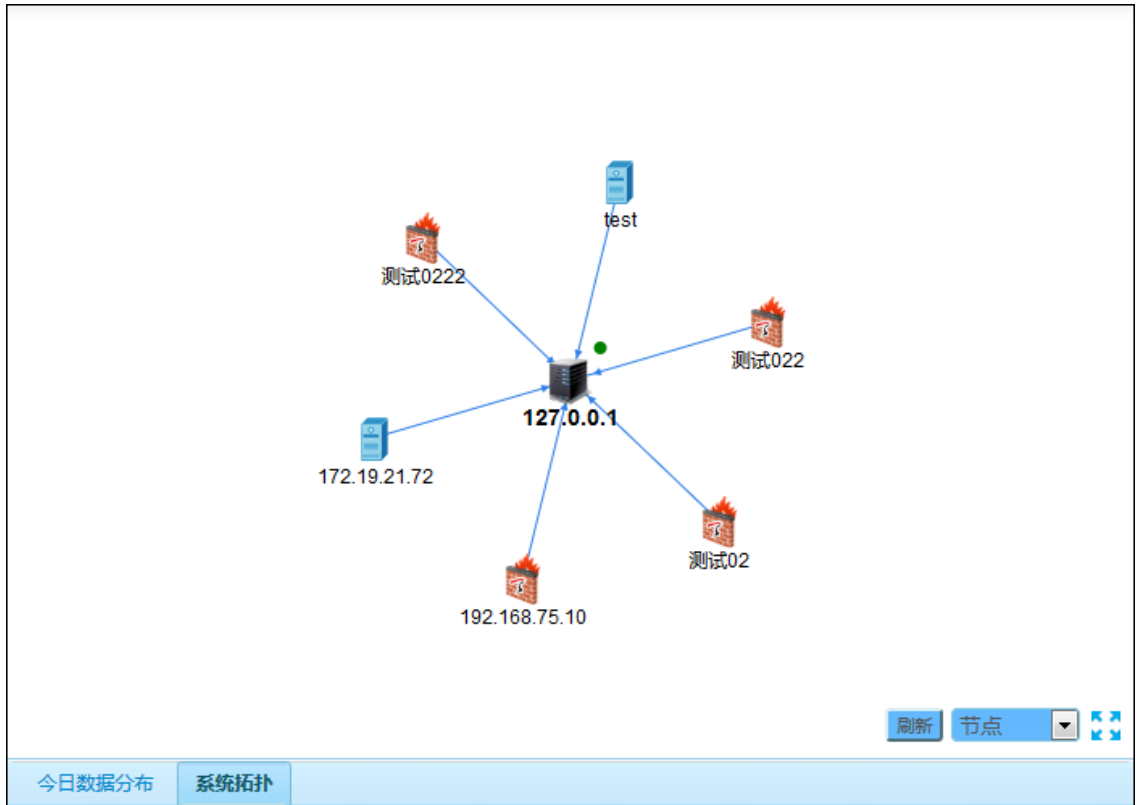 test
测试0222
测试022
127.0.0.1
172.19.21.72
测试02
192.168.75.10
刷新
节点
今日数据分布
系统拓扑